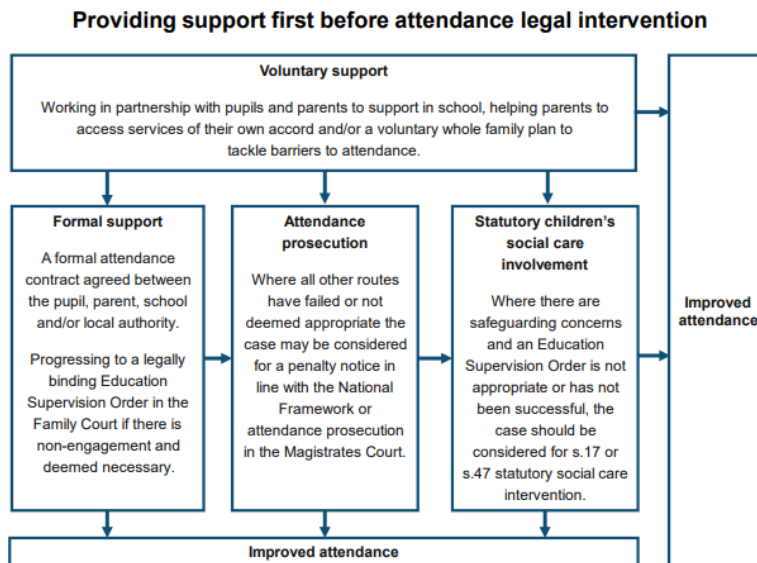 Providing support first before attendance legal intervention
Voluntary support
Working in partnership with pupils and parents to support in school, helping parents to
access services of their own accord and/or a voluntary whole family plan to
tackle barriers to attendance.
Formal support
A formal attendance
contract agreed between
the pupil, parent, school
and/or local authority.
Progressing to a legally
binding Education
Supervision Order in the
Family Court if there is
non-engagement and
deemed necessary.
Attendance
prosecution
Where all other routes
have failed or not
deemed appropriate the
case may be considered
for a penalty notice in
line with the National
Framework or
attendance prosecution
in the Magistrates Court.
Statutory children's
social care
involvement
Where there are
safeguarding concerns
and an Education
Supervision Order is not
appropriate or has not
been successful, the
case should be
considered for s.17 or
s.47 statutory social care
intervention.
Improved
attendance
Improved attendance